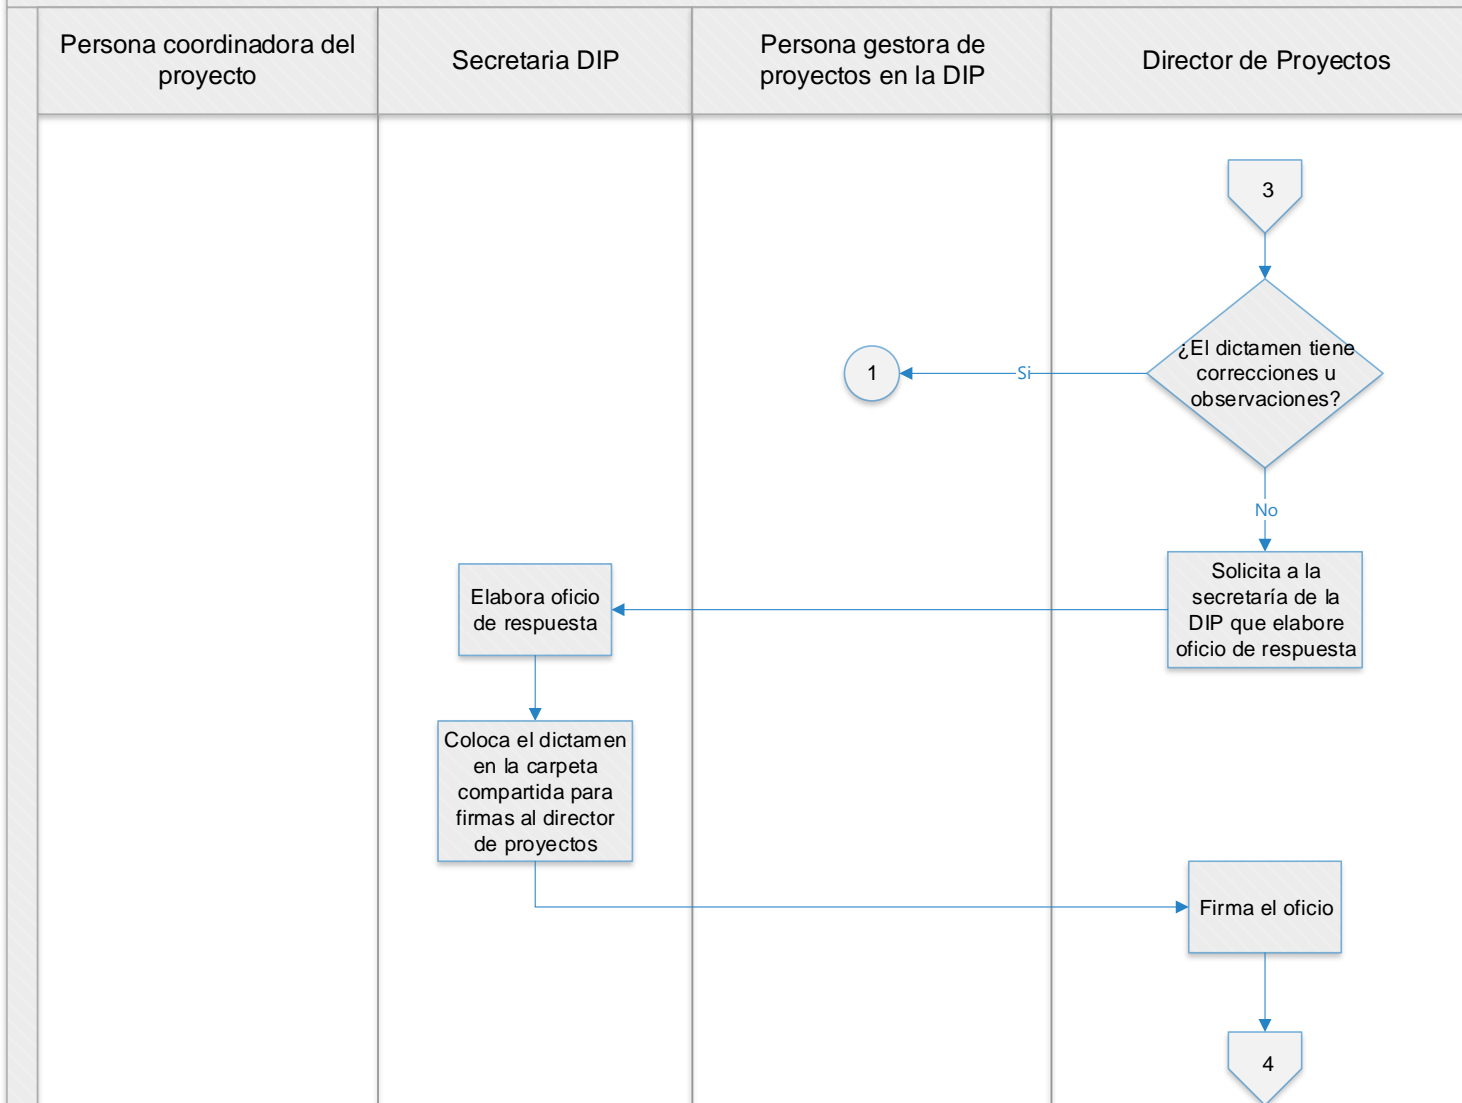 Persona coordinadora del
proyecto
Secretaria DIP
Persona gestora de
proyectos en la DIP
Director de Proyectos
3
¿El dictamen tiene
correcciones u
observaciones?
Si
1
No
Solicita a la
secretaría de la
DIP que elabore
oficio de respuesta
Elabora oficio
de respuesta
Coloca el dictamen
en la carpeta
compartida para
firmas al director
de proyectos
Firma el oficio
4